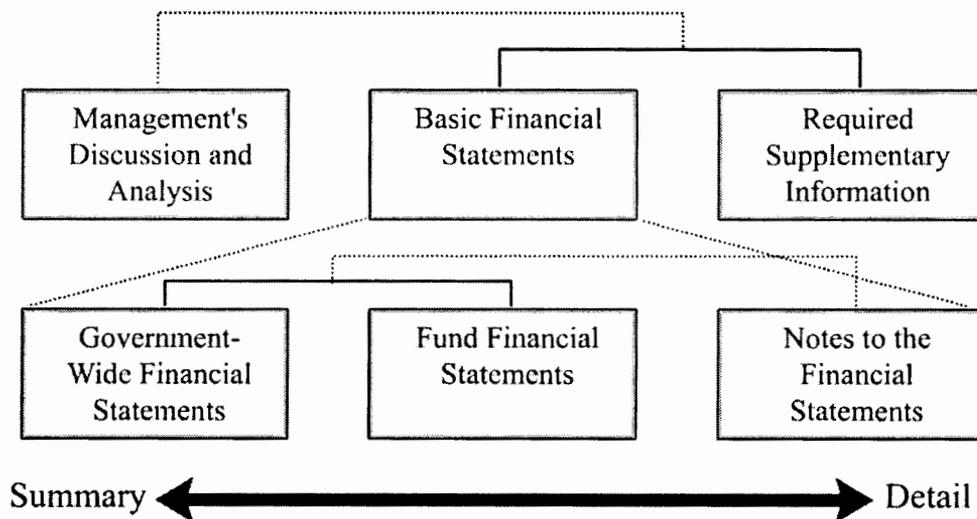 Management's
Discussion and
Analysis
Basic Financial
Statements
Required
Supplementary
Information
Government-
Wide Financial
Statements
Fund Financial
Statements
Notes to the
Financial
Statements
Summary
Detail